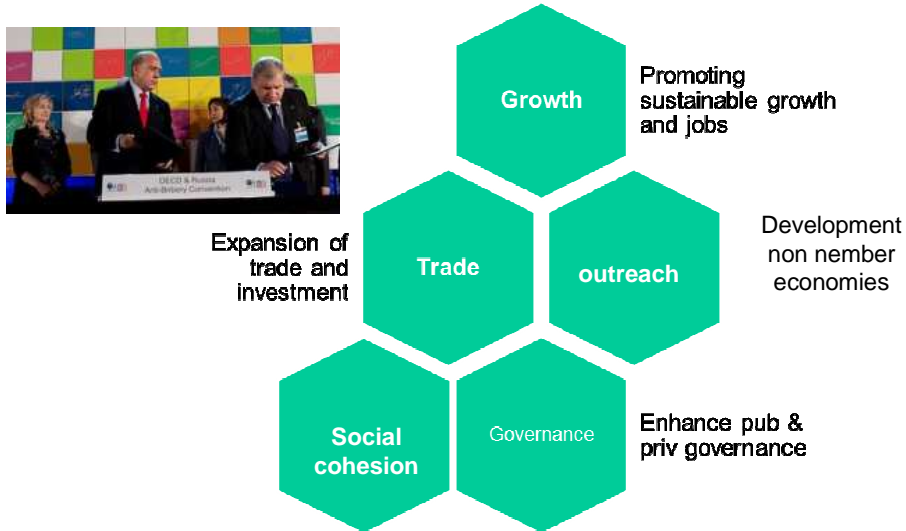 Growth
Promoting
sustainable growth
and jobs
OECD & Russia
Anti-Bribery Convention
Expansion of
trade and
investment
Trade
outreach
Development
non nember
economies
Social
cohesion
Governance
Enhance pub &
priv governance